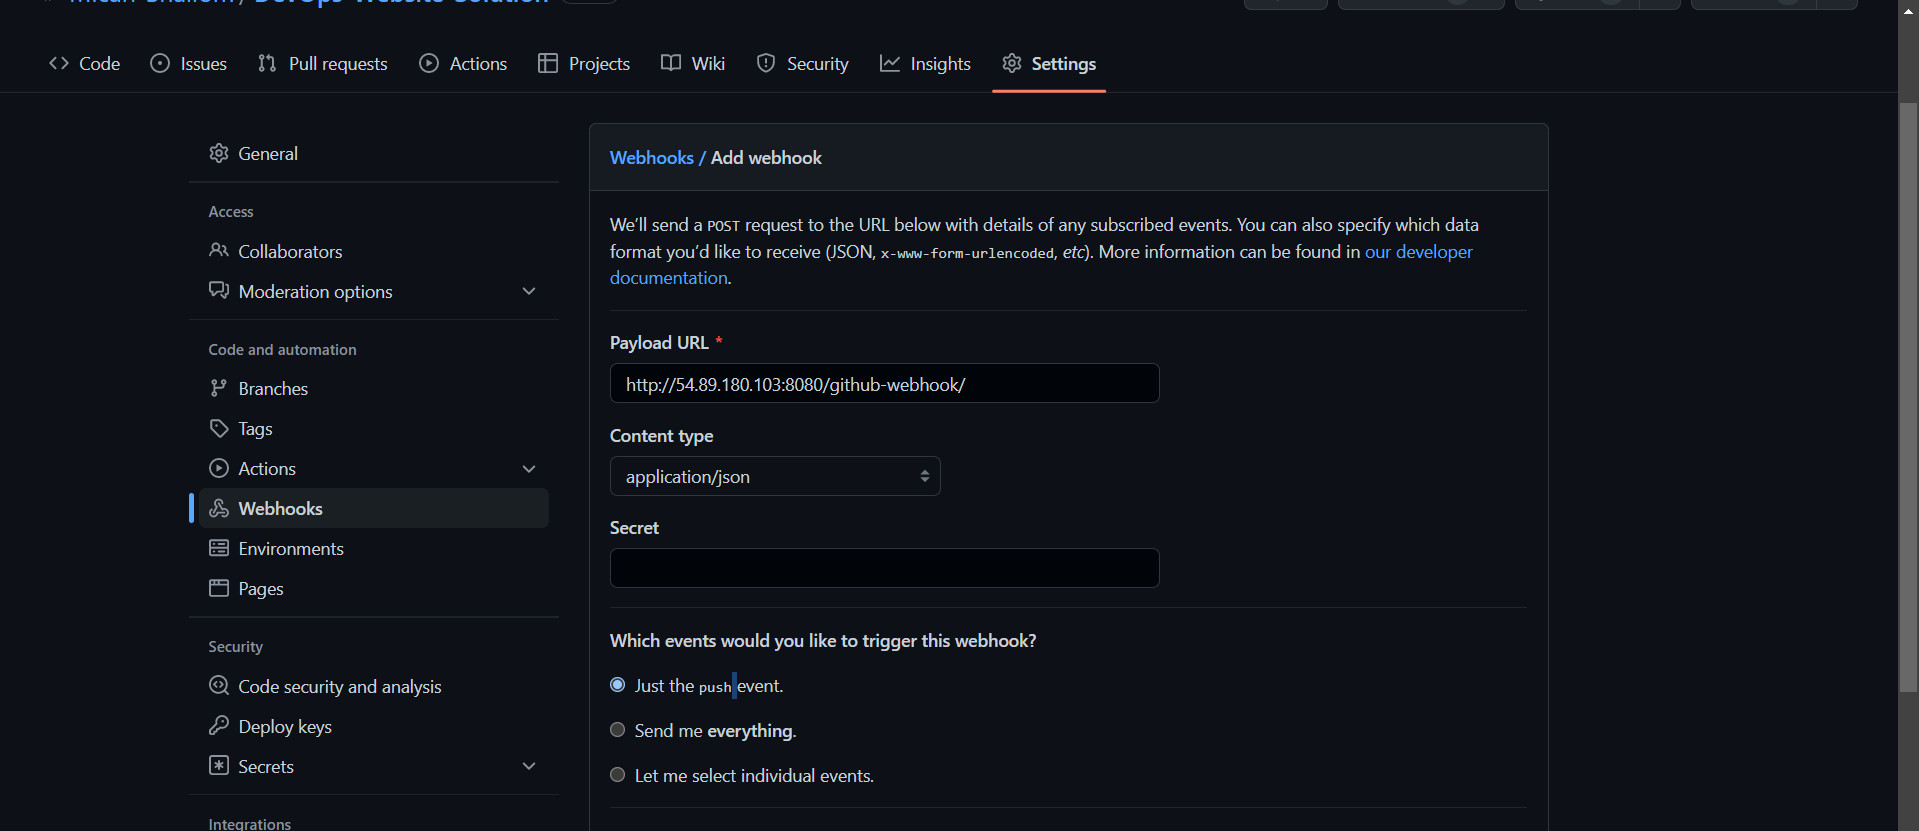 Code Issues Pull requests Actions Projects Wiki Security Insights Settings
General
Access
Collaborators
Moderation options
Code and automation
Branches
Tags
Actions
Webhooks
Environments
Pages
Security
Code security and analysis
Deploy keys
Secrets
Integrations
Webhooks / Add webhook
We’ll send a POST request to the URL below with details of any subscribed events. You can also specify which data
format you’d like to receive (JSON, x-www-form-urlencoded, etc). More information can be found in our developer
documentation.
Payload URL *
http://54.89.180.103:8080/github-webhook/
Content type
application/json
Secret
Which events would you like to trigger this webhook?
Just the push event.
Send me everything.
Let me select individual events.